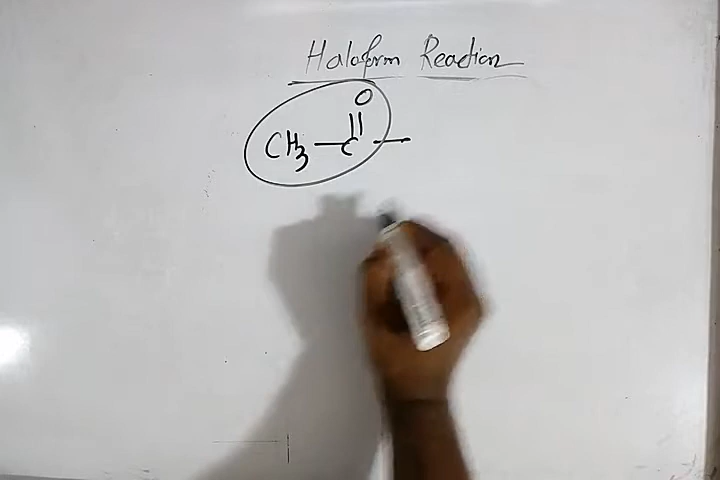 Haloform Reaction
O
||
CH3 — C —